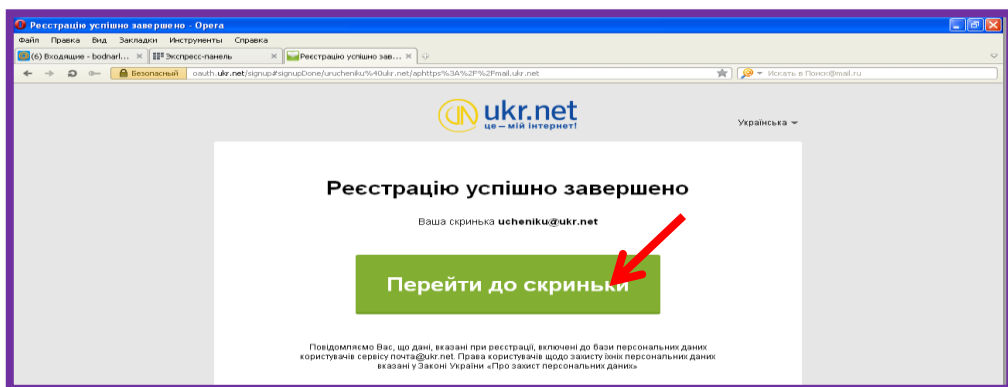 Реєстрацію успішно завершено - Opera
Файл Правка Вид Закладки Инструменты Справка
(6) Входящие - bodnarl... Экспресс-панель Реєстрацію успішно зав...
Безопасный oauth.ukr.net/signup#signupDone/urucheniku%40ukr.net/aphttps%3A%2F%2Fmail.ukr.net Искать в Поиск@mail.ru
ukr.net
це – мій інтернет!
Українська
Реєстрацію успішно завершено
Ваша скринька ucheniku@ukr.net
Перейти до скриньки
Повідомляємо Вас, що дані, вказані при реєстрації, включені до бази персональних даних
користувачів сервісу почта@ukr.net. Права користувачів щодо захисту їхніх персональних даних
вказані у Законі України «Про захист персональних даних»